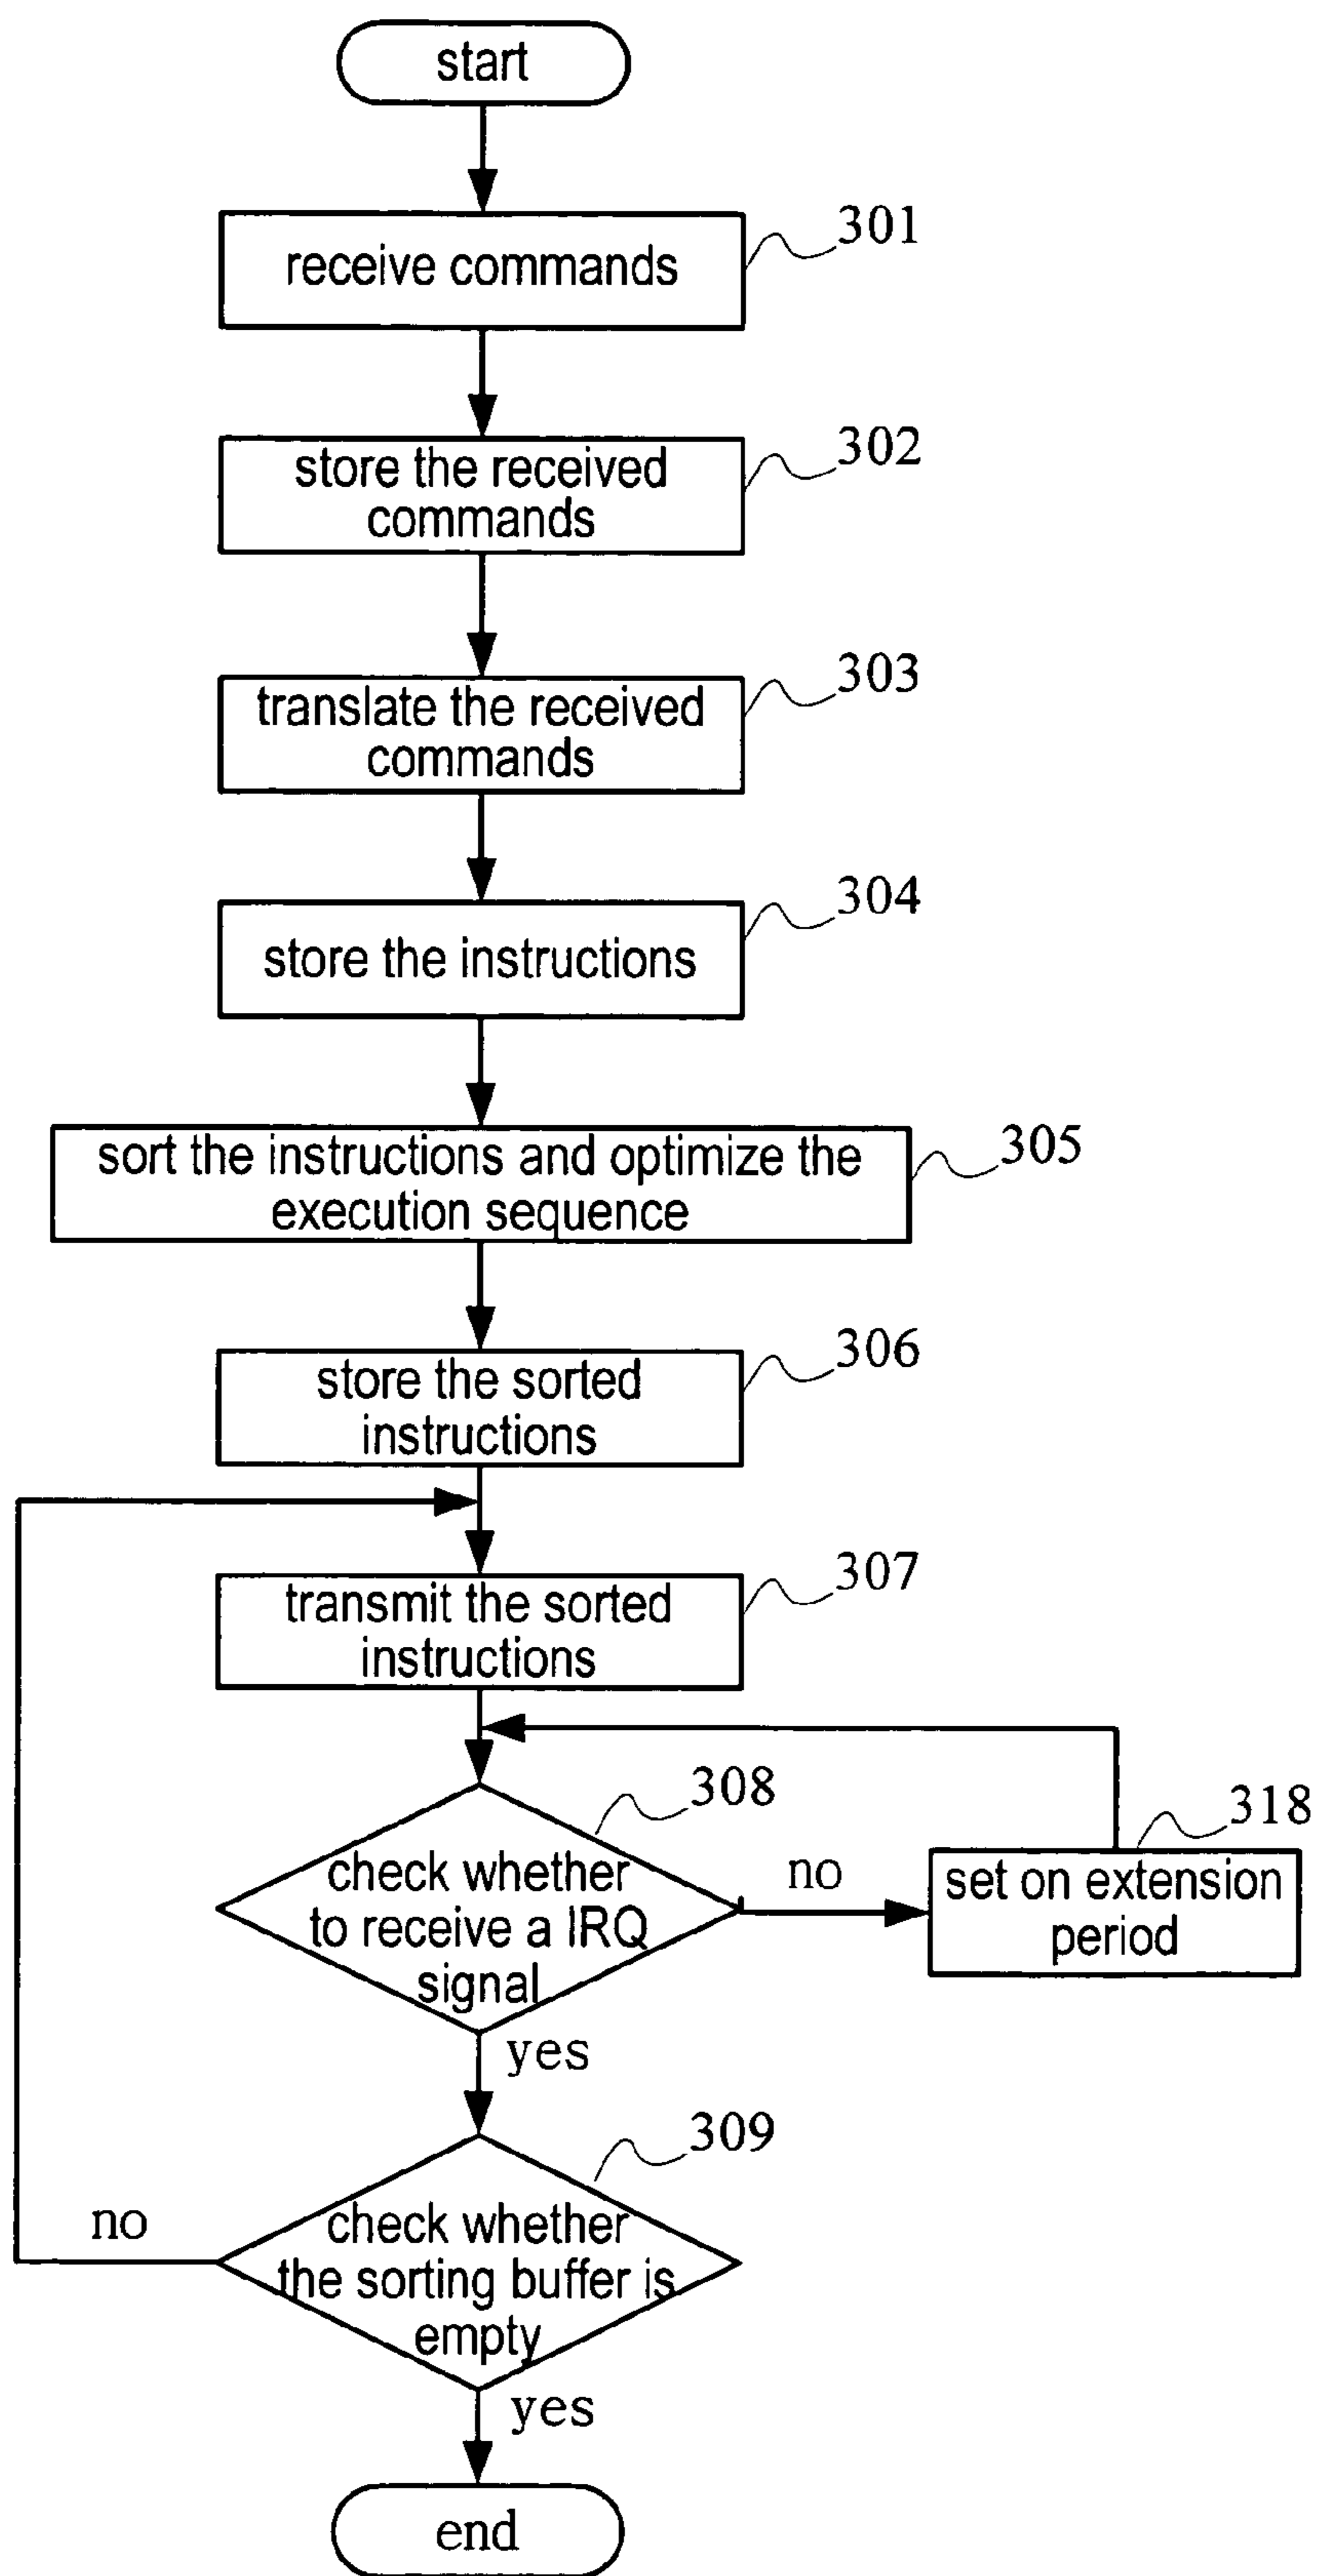 start
receive commands
301
store the received
commands
302
translate the received
commands
303
store the instructions
304
sort the instructions and optimize the
execution sequence
305
store the sorted
instructions
306
transmit the sorted
instructions
307
check whether
to receive a IRQ
signal
308
no
set on extension
period
318
yes
check whether
the sorting buffer is
empty
309
no
yes
end